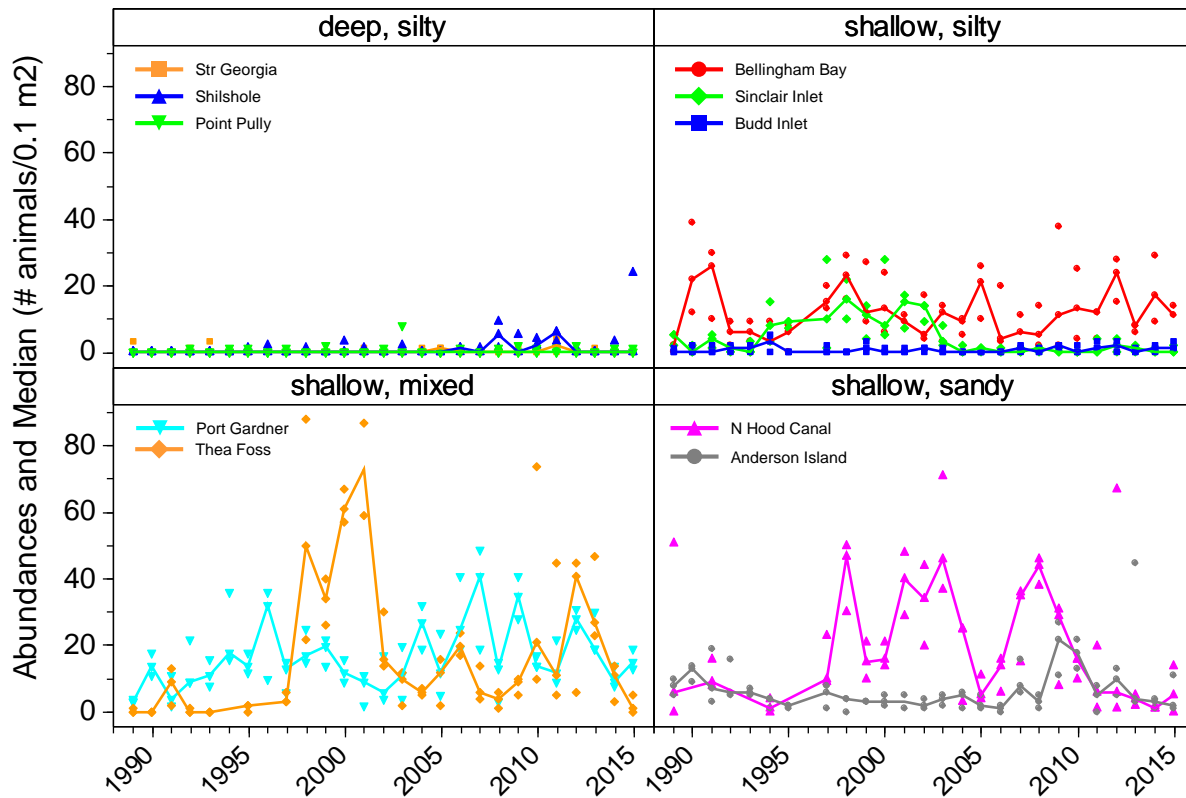 Abundances and Median (# animals/0.1 m2)
deep, silty
Str Georgia
Shilshole
Point Pully
80
60
40
20
0
shallow, silty
Bellingham Bay
Sinclair Inlet
Budd Inlet
shallow, mixed
Port Gardner
Thea Foss
80
60
40
20
0
1990
1995
2000
2005
2010
2015
shallow, sandy
N Hood Canal
Anderson Island
1990
1995
2000
2005
2010
2015